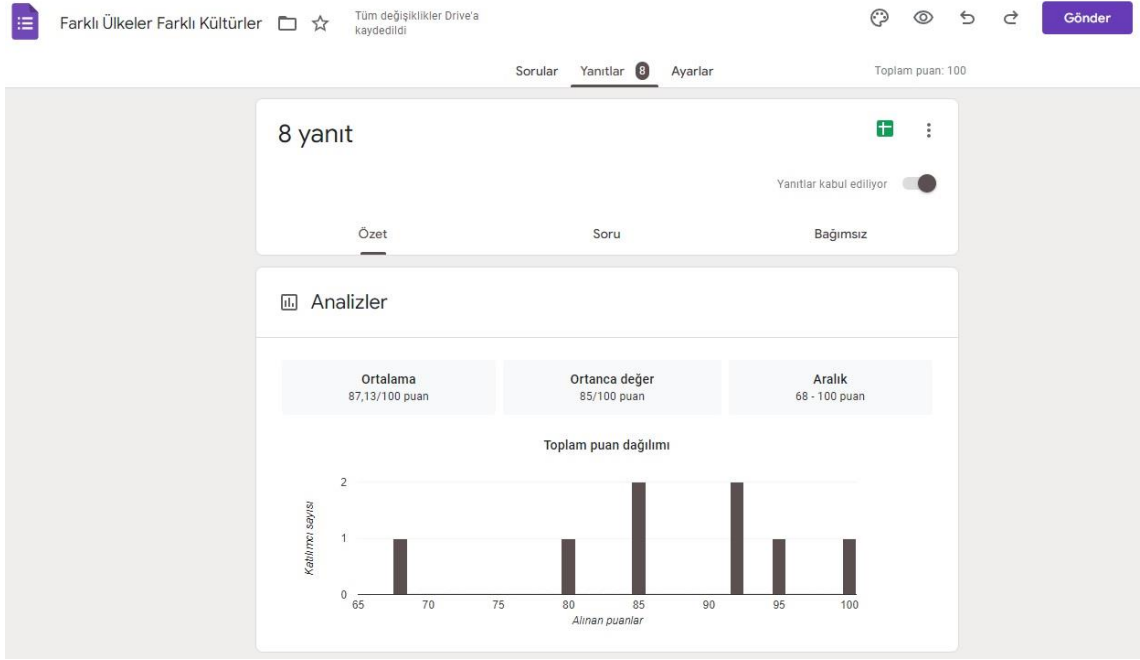 Farklı Ülkeler Farklı Kültürler
Tüm değişiklikler Drive'a
kaydedildi
Gönder
Sorular
Yanıtlar 8
Ayarlar
Toplam puan: 100
8 yanıt
Yanıtlar kabul ediliyor
Özet
Soru
Bağımsız
Analizler
Ortalama
87,13/100 puan
Ortanca değer
85/100 puan
Aralık
68 - 100 puan
Toplam puan dağılımı
Katılımcı sayısı
2
1
0
65 70 75 80 85 90 95 100
Alınan puanlar